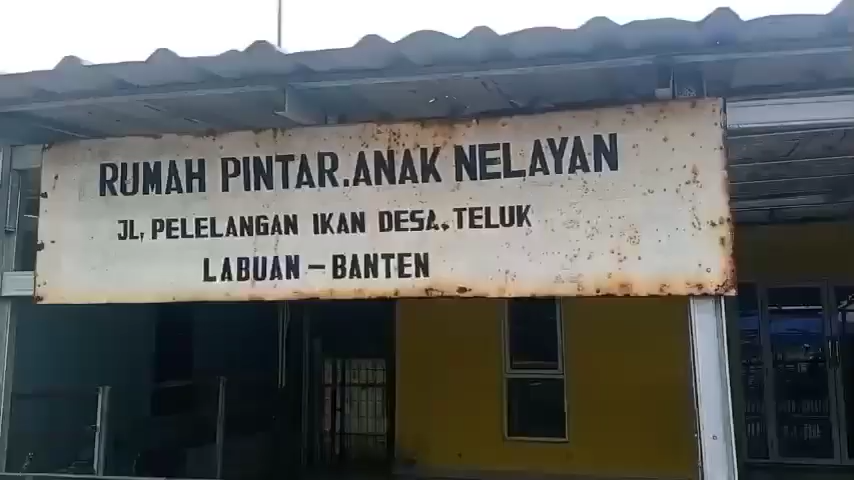 RUMAH PINTAR.ANAK NELAYAN
JL, PELELANGAN IKAN DESA. TELUK
LABUAN - BANTEN